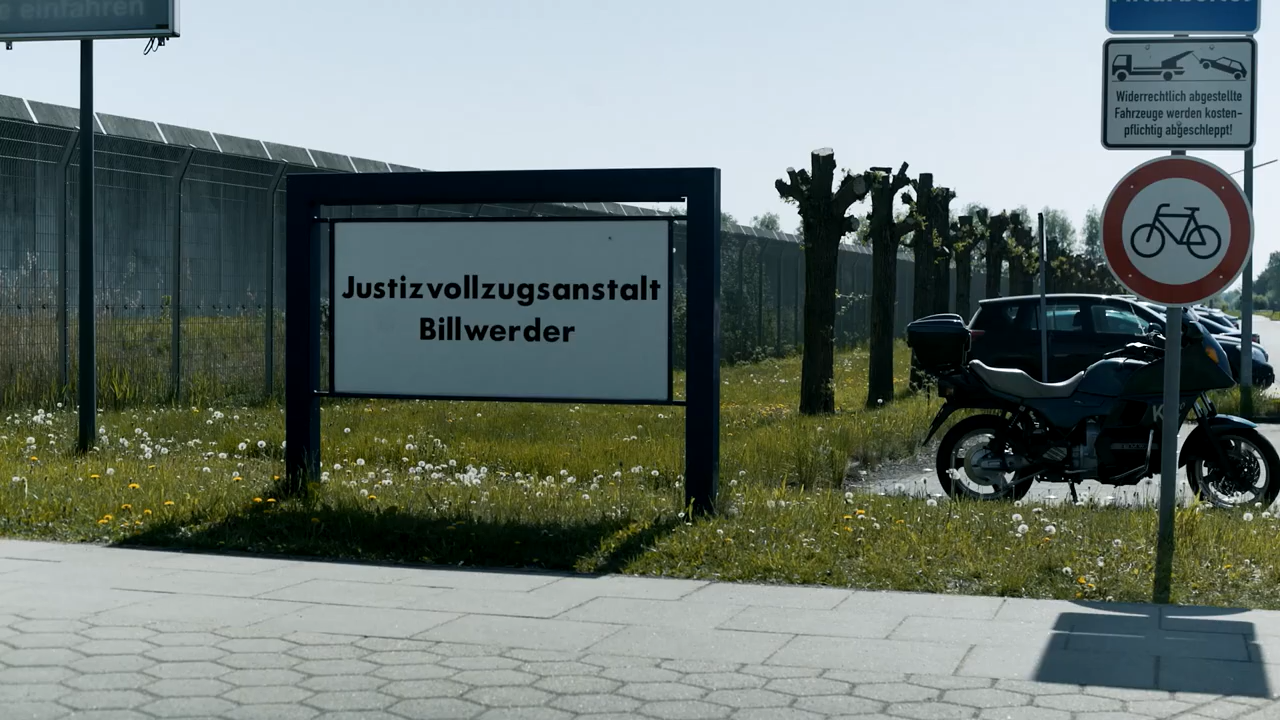 einfahren
Justizvollzugsanstalt
Billwerder
Widerrechtlich abgestellte
Fahrzeuge werden kosten-
pflichtig abgeschleppt!
K